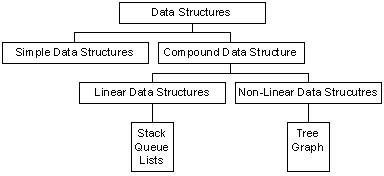 Data Structures
Simple Data Structures
Compound Data Structure
Linear Data Structures
Non-Linear Data Strucutres
Stack
Queue
Lists
Tree
Graph